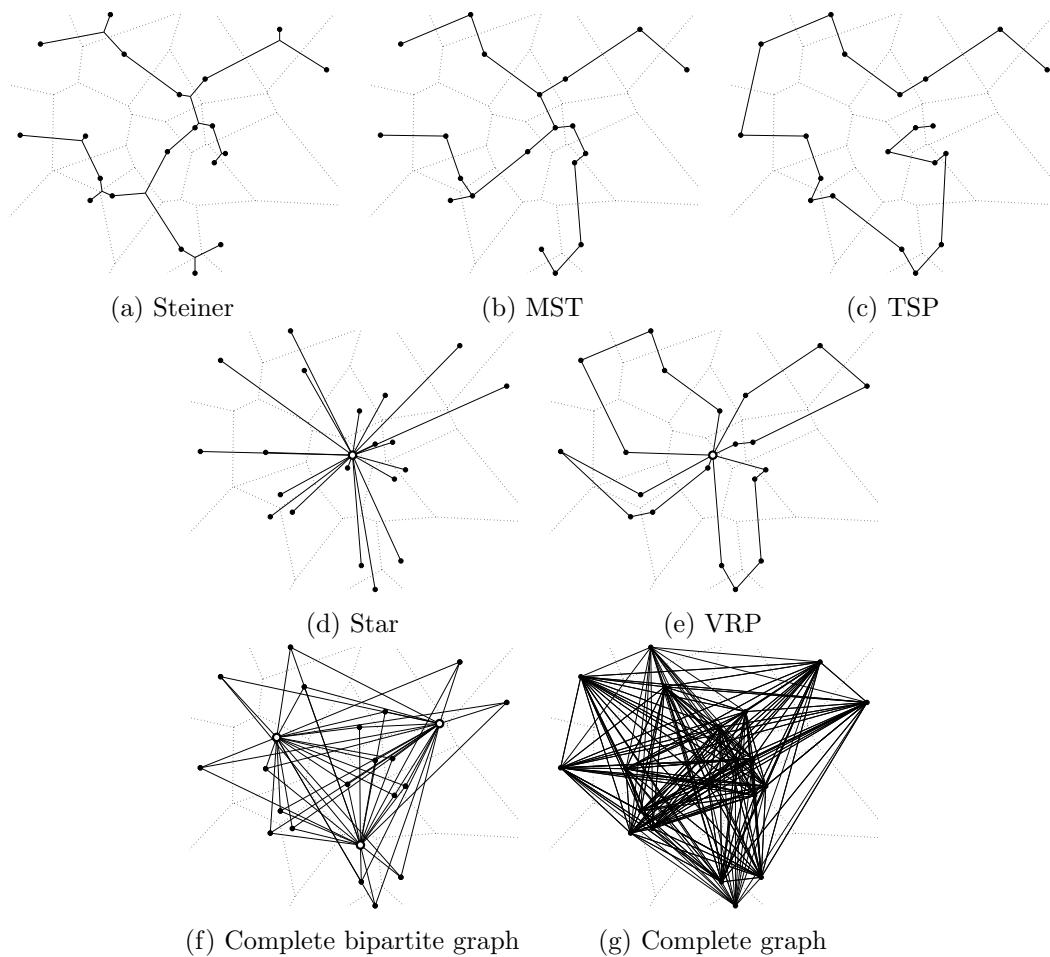 (a) Steiner
(b) MST
(c) TSP
(d) Star
(e) VRP
(f) Complete bipartite graph
(g) Complete graph